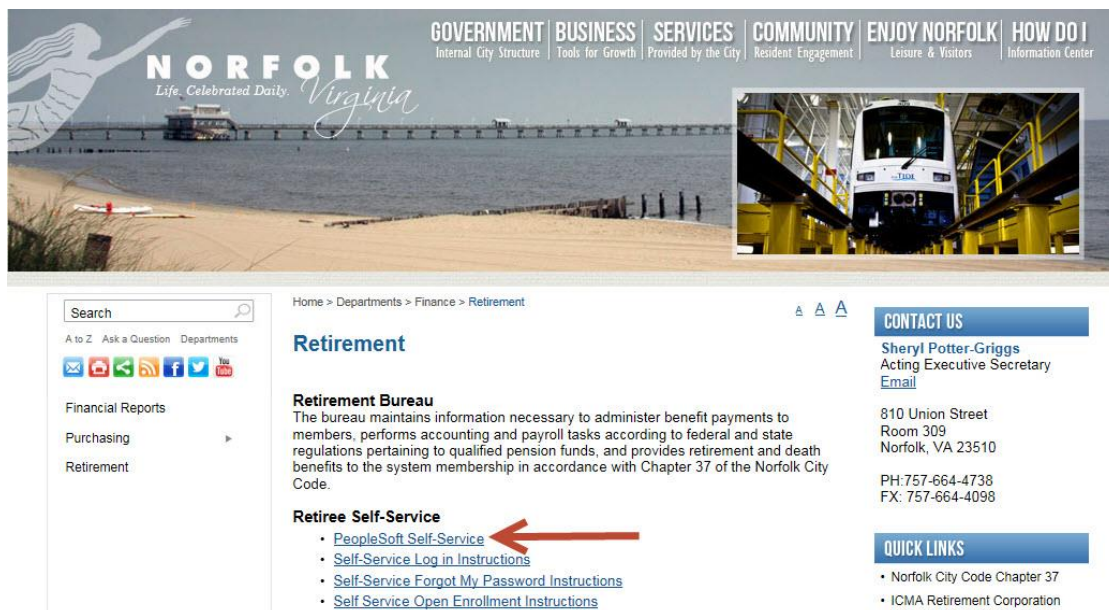 GOVERNMENT BUSINESS SERVICES COMMUNITY ENJOY NORFOLK HOW DO I
Internal City Structure Tools for Growth Provided by the City Resident Engagement Leisure & Visitors Information Center
NORFOLK
Life. Celebrated Daily. Virginia
TIDE
Search
A to Z Ask a Question Departments
You
Tube
Financial Reports
Purchasing
Retirement
Home > Departments > Finance > Retirement
A A A
Retirement
Retirement Bureau
The bureau maintains information necessary to administer benefit payments to
members, performs accounting and payroll tasks according to federal and state
regulations pertaining to qualified pension funds, and provides retirement and death
benefits to the system membership in accordance with Chapter 37 of the Norfolk City
Code.
Retiree Self-Service
• PeopleSoft Self-Service
• Self-Service Log in Instructions
• Self-Service Forgot My Password Instructions
• Self Service Open Enrollment Instructions
CONTACT US
Sheryl Potter-Griggs
Acting Executive Secretary
Email
810 Union Street
Room 309
Norfolk, VA 23510
PH:757-664-4738
FX: 757-664-4098
QUICK LINKS
• Norfolk City Code Chapter 37
• ICMA Retirement Corporation